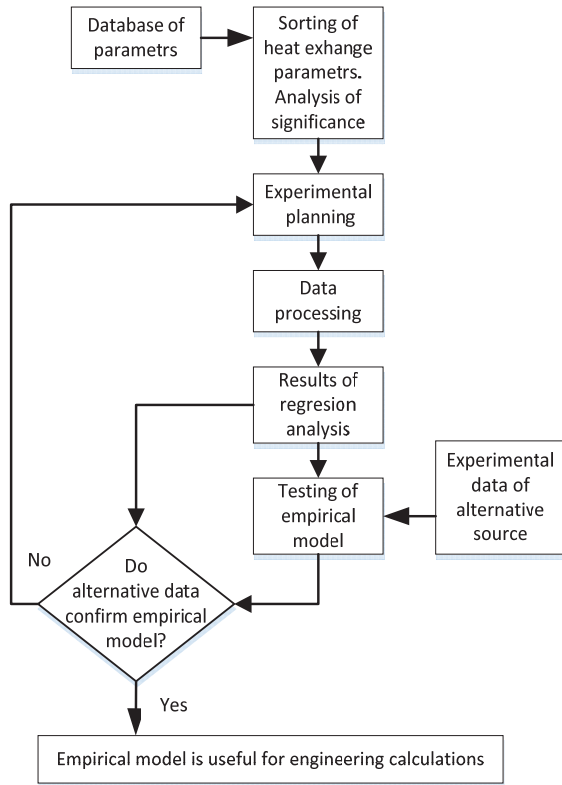 Database of
parametrs
Sorting of
heat exhange
parametrs.
Analysis of
significance
Experimental
planning
Data
processing
Results of
regresion
analysis
Testing of
empirical
model
Experimental
data of
alternative
source
No
Do
alternative data
confirm empirical
model?
Yes
Empirical model is useful for engineering calculations